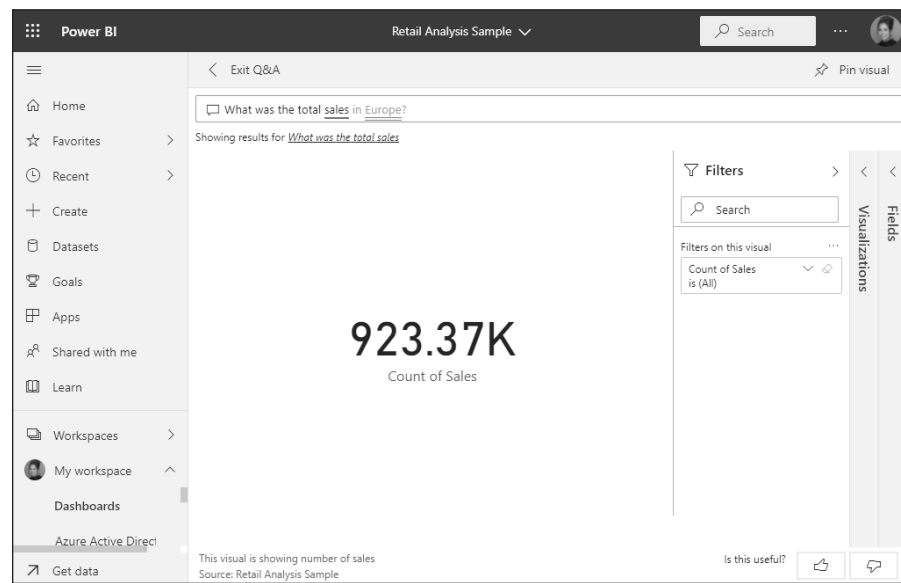 Power BI
Retail Analysis Sample
Search
Exit Q&A
Pin visual
Home
Favorites
Recent
Create
Datasets
Goals
Apps
Shared with me
Learn
Workspaces
My workspace
Dashboards
Azure Active Direct
Get data
What was the total sales in Europe?
Showing results for What was the total sales
923.37K
Count of Sales
Filters
Search
Filters on this visual
...
Count of Sales
is (All)
Visualizations
Fields
This visual is showing number of sales
Source: Retail Analysis Sample
Is this useful?